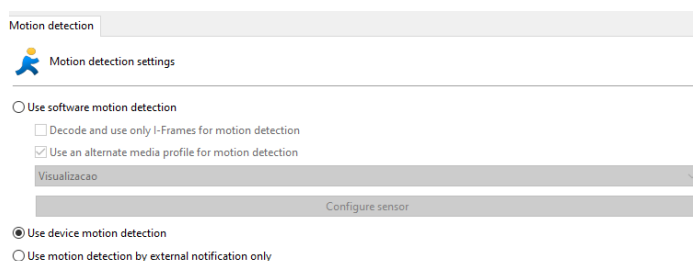 Motion detection
Motion detection settings
Use software motion detection
Decode and use only I-Frames for motion detection
Use an alternate media profile for motion detection
Visualizacao
Configure sensor
Use device motion detection
Use motion detection by external notification only